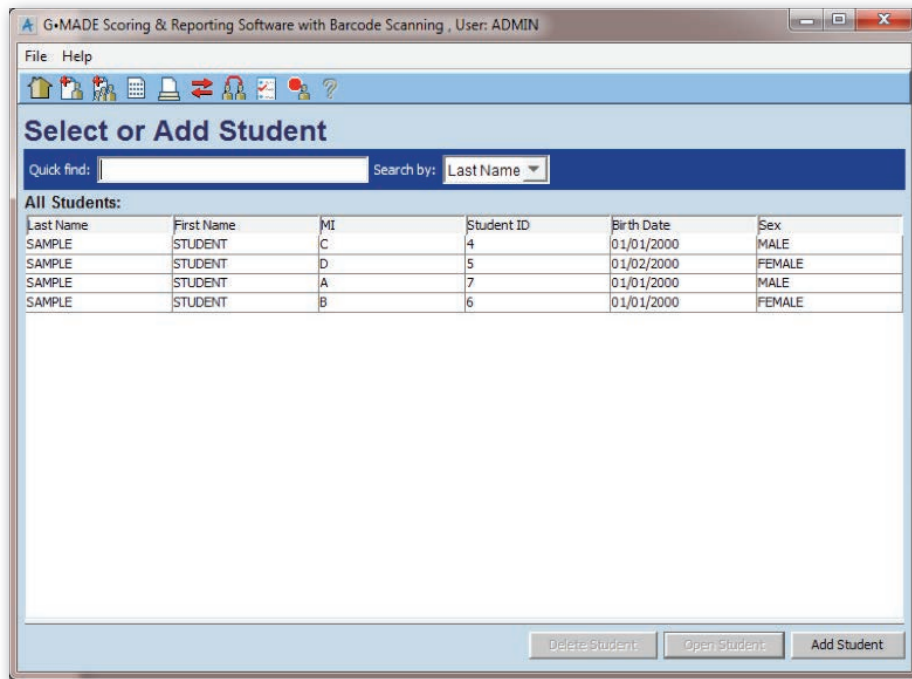 G•MADE Scoring & Reporting Software with Barcode Scanning , User: ADMIN
File Help
Select or Add Student
Quick find: Search by: Last Name
All Students:
Last Name First Name MI Student ID Birth Date Sex
SAMPLE STUDENT C 4 01/01/2000 MALE
SAMPLE STUDENT D 5 01/02/2000 FEMALE
SAMPLE STUDENT A 7 01/01/2000 MALE
SAMPLE STUDENT B 6 01/01/2000 FEMALE
Delete Student Open Student Add Student